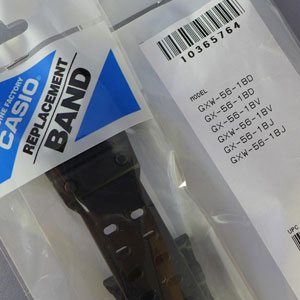 ME FACTORY
CASIO
REPLACEMENT
BAND
10365764
MODEL
GXW-56-1BD
GX-56-1BD
GX-56-1BV
GXW-56-1BV
GX-56-1BJ
GXW-56-1BJ
UPC